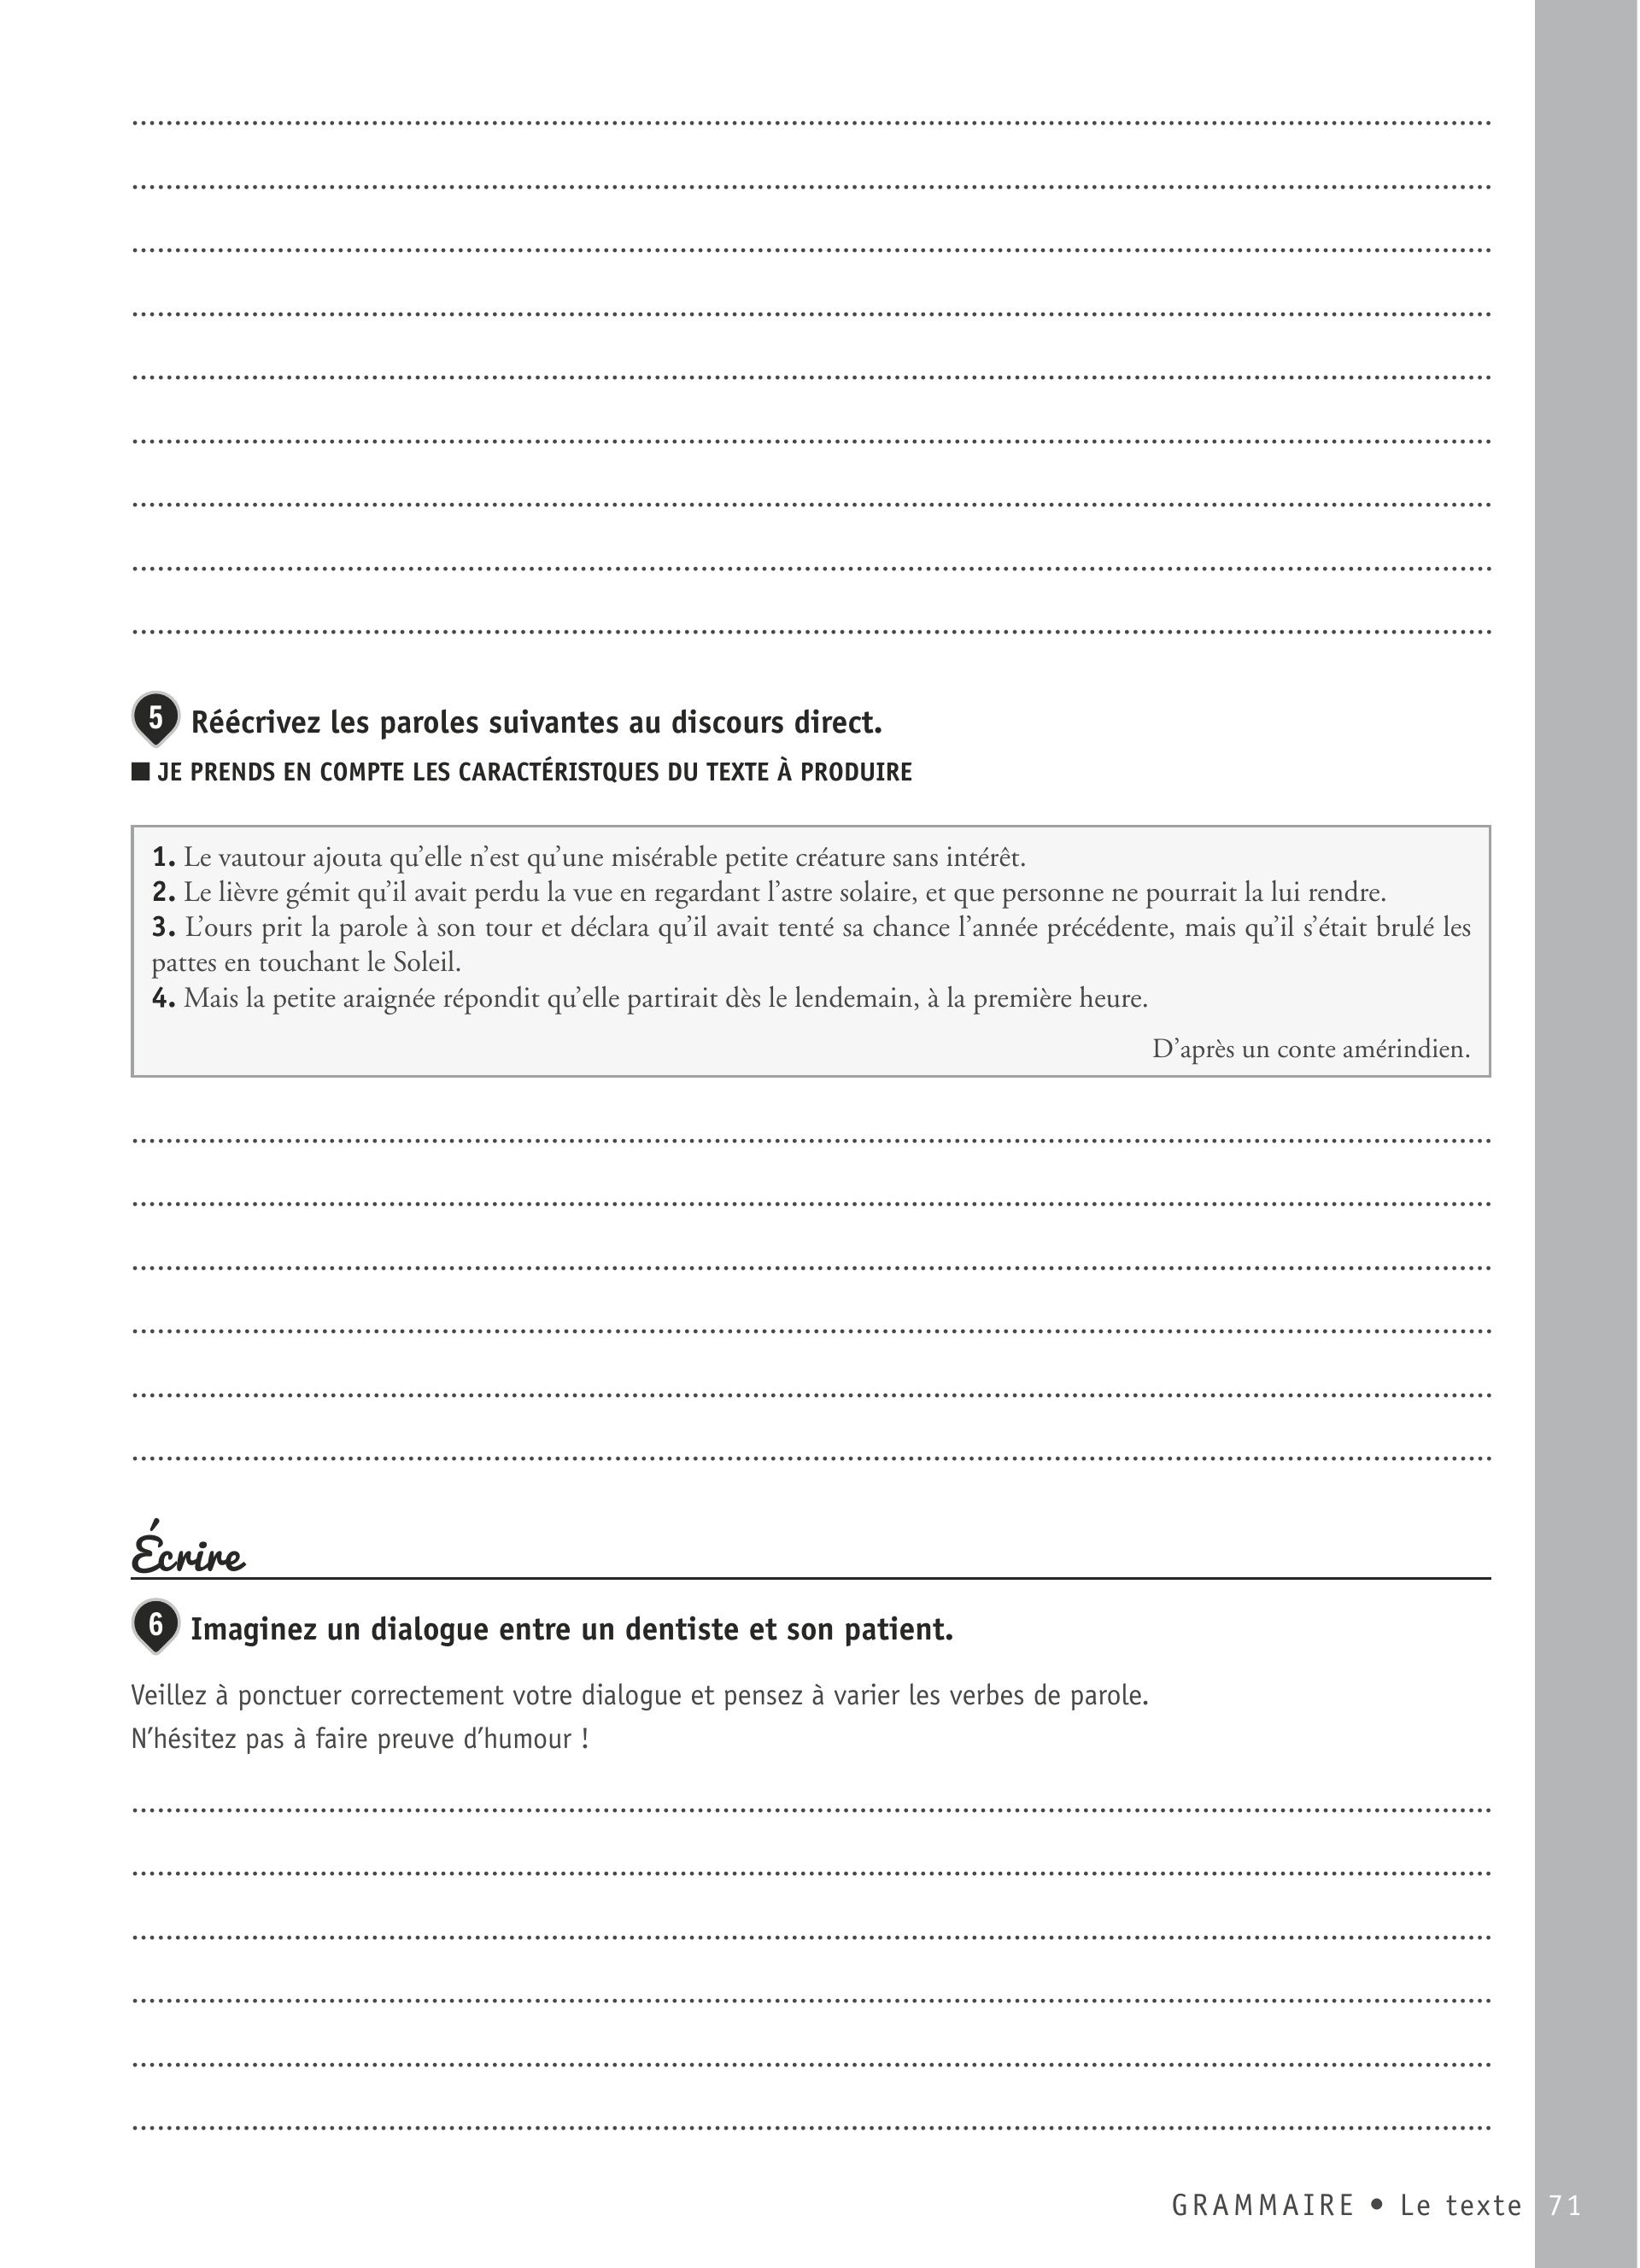 5 Réécrivez les paroles suivantes au discours direct.
■ JE PRENDS EN COMPTE LES CARACTÉRISTQUES DU TEXTE À PRODUIRE
1. Le vautour ajouta qu’elle n’est qu’une misérable petite créature sans intérêt.
2. Le lièvre gémit qu’il avait perdu la vue en regardant l’astre solaire, et que personne ne pourrait la lui rendre.
3. L’ours prit la parole à son tour et déclara qu’il avait tenté sa chance l’année précédente, mais qu’il s’était brulé les
pattes en touchant le Soleil.
4. Mais la petite araignée répondit qu’elle partirait dès le lendemain, à la première heure.
D’après un conte amérindien.
Écrire
6 Imaginez un dialogue entre un dentiste et son patient.
Veillez à ponctuer correctement votre dialogue et pensez à varier les verbes de parole.
N’hésitez pas à faire preuve d’humour !
GRAMMAIRE • Le texte 71